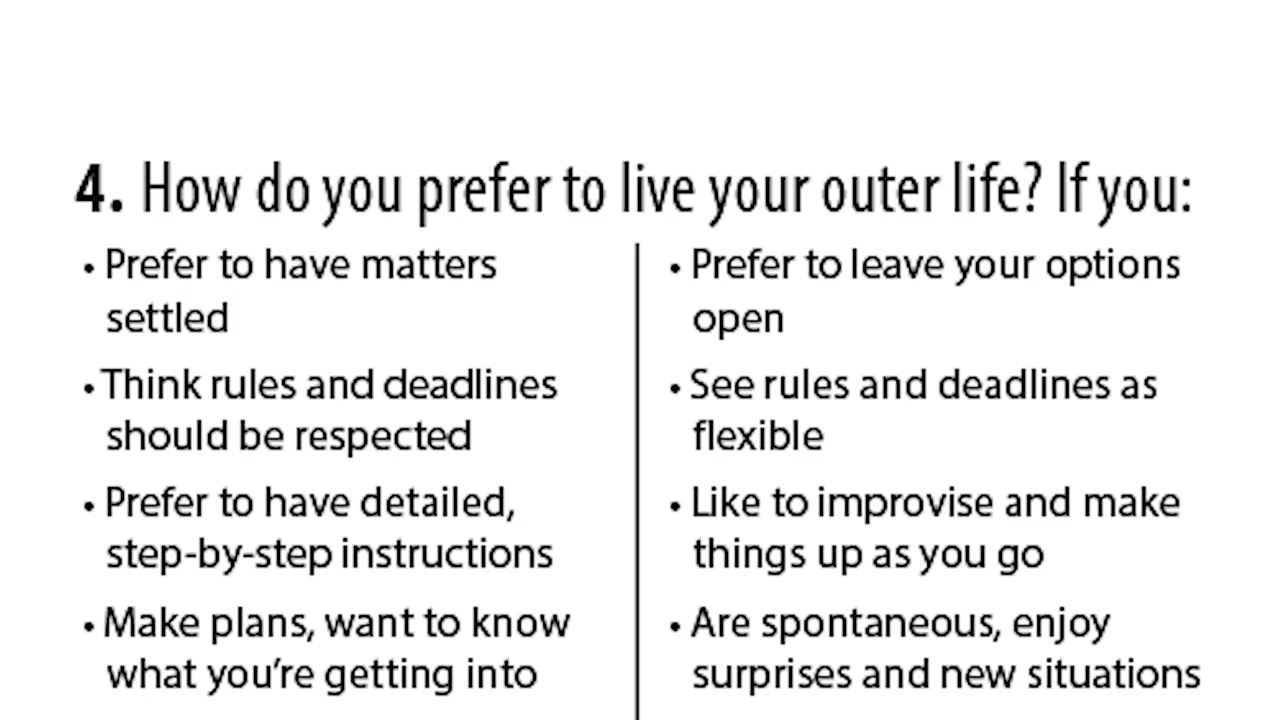 4. How do you prefer to live your outer life? If you:
• Prefer to have matters
settled
• Think rules and deadlines
should be respected
• Prefer to have detailed,
step-by-step instructions
• Make plans, want to know
what you're getting into
• Prefer to leave your options
open
• See rules and deadlines as
flexible
• Like to improvise and make
things up as you go
• Are spontaneous, enjoy
surprises and new situations